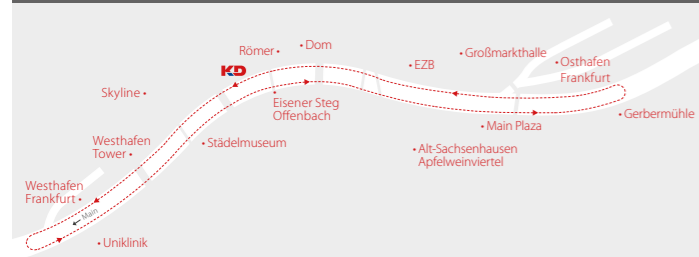 Römer
Dom
KD
Großmarkthalle
EZB
Osthafen
Frankfurt
Skyline
Eisener Steg
Offenbach
Gerbermühle
Main Plaza
Westhafen
Tower
Städelmuseum
Alt-Sachsenhausen
Apfelweinviertel
Westhafen
Frankfurt
Main
Uniklinik